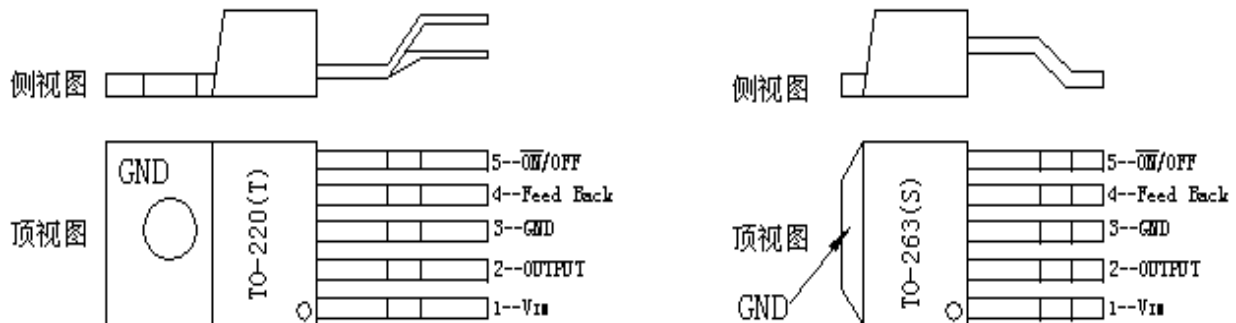 侧视图
顶视图
GND
TO-220(T)
5--ON/OFF
4--Feed Back
3--GND
2--OUTPUT
1--VIN
侧视图
顶视图
GND
TO-263(S)
5--ON/OFF
4--Feed Back
3--GND
2--OUTPUT
1--VIN